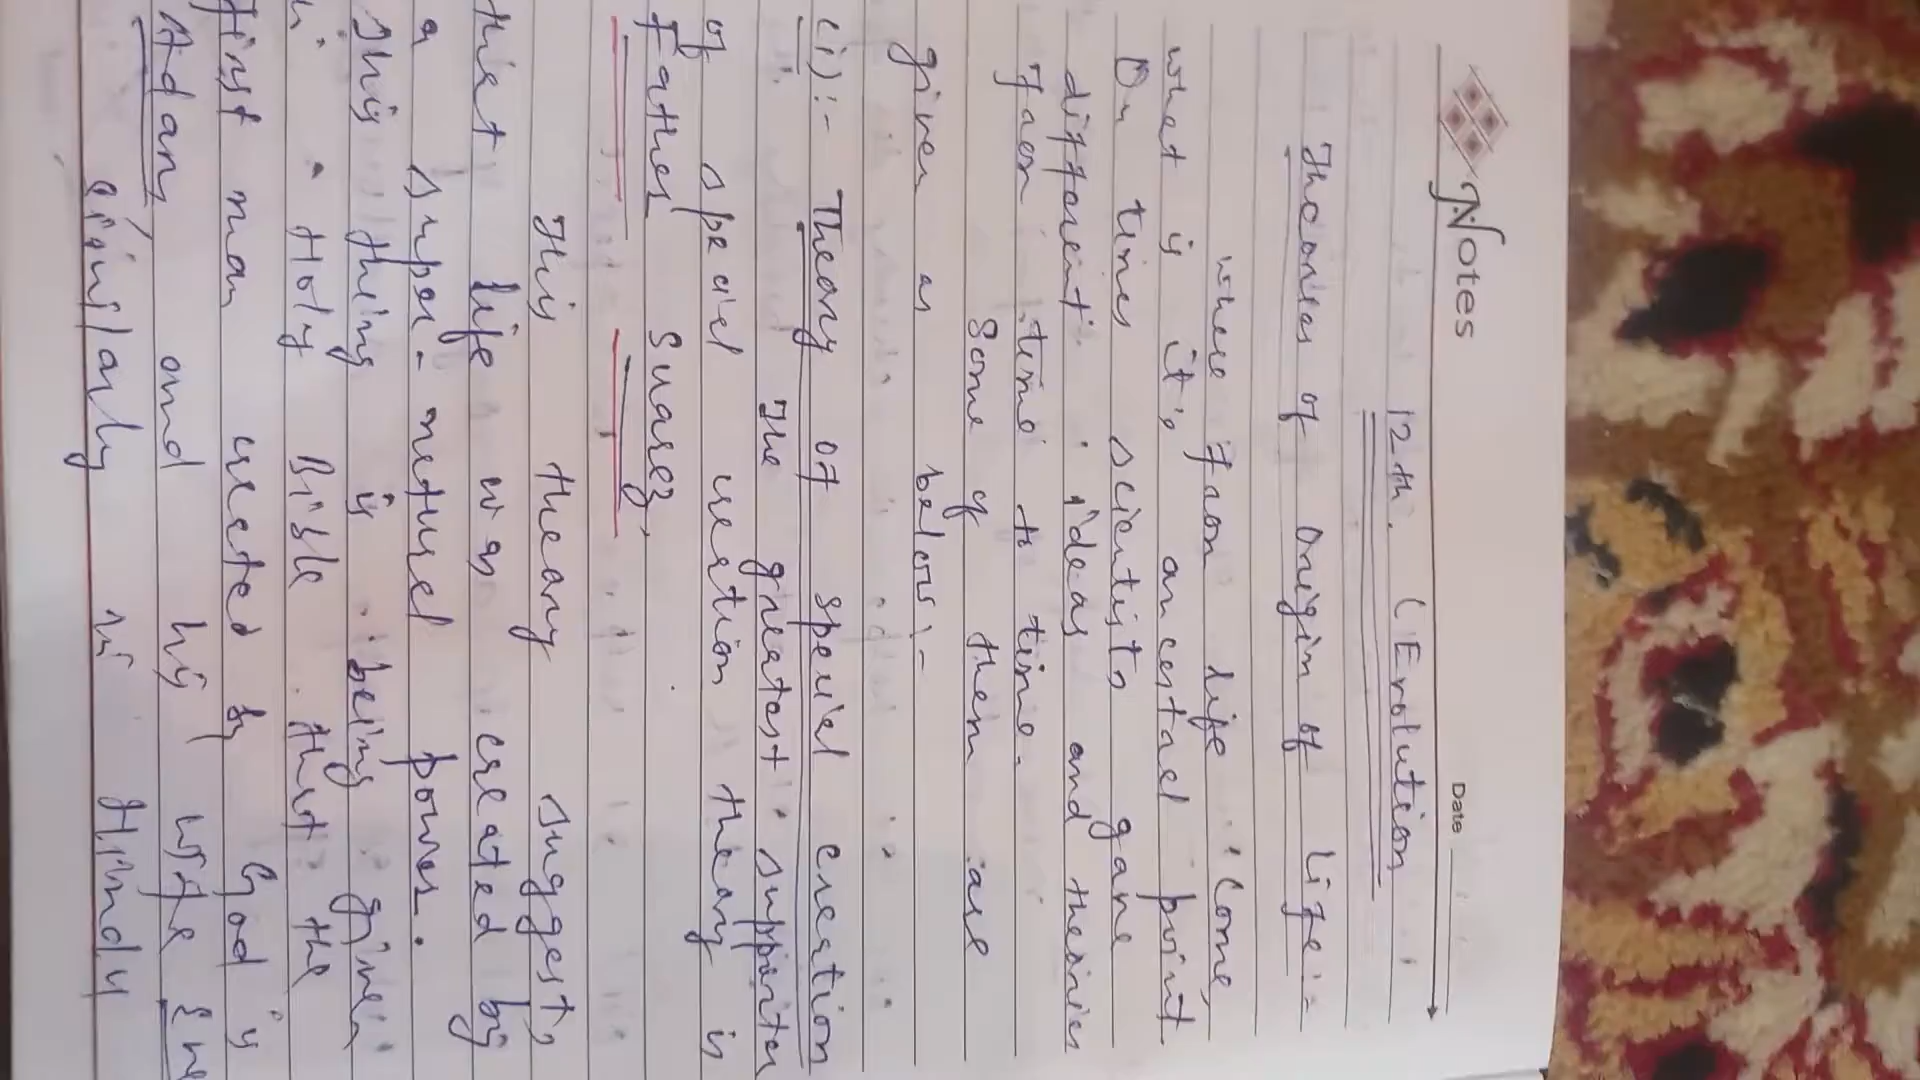 Notes
Date
12th. (Evolution
Theories of Origin of Life:-
where from life come,
what is it's ancestael point
On times scientists gane
different ideas and theories
from time to time.
Some of them are
given as below:-
(i):- Theory of special creation
The greatest supporter
of special creation theory is
Father Suarez,
This theory suggests
that life was created by
a super-naturel power.
This thing is being given
in Holy Bible that the
first man created by God is
Adam and his wife Eve
similarly in Hindu